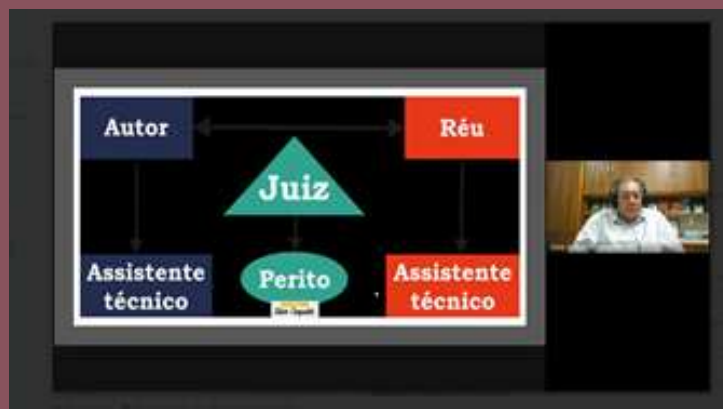 Autor
Réu
Juiz
Assistente
técnico
Perito
Assistente
técnico